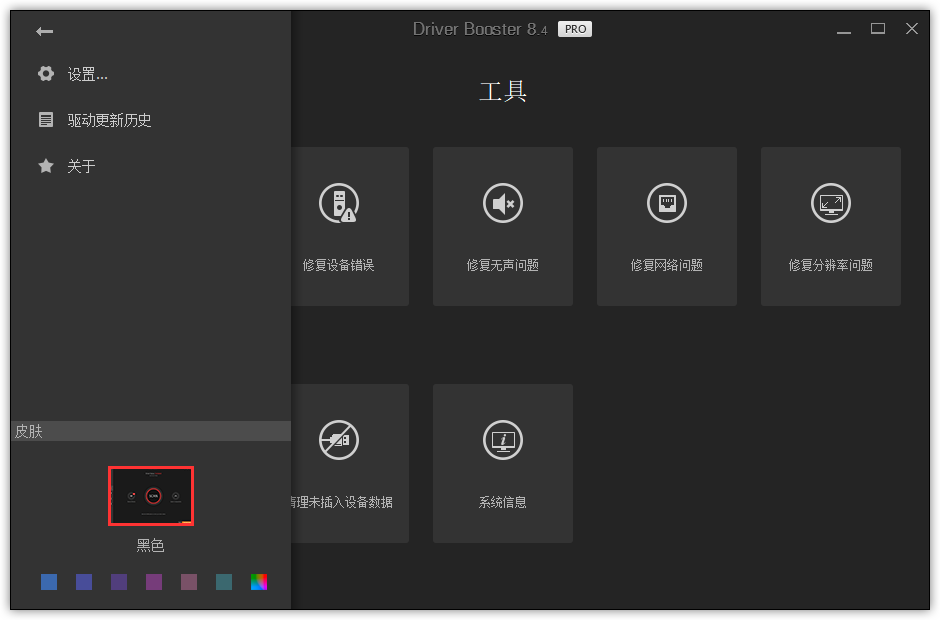 Driver Booster 8.4 PRO
设置...
驱动更新历史
关于
工具
修复设备错误
修复无声问题
修复网络问题
修复分辨率问题
理未插入设备数据
系统信息
皮肤
黑色